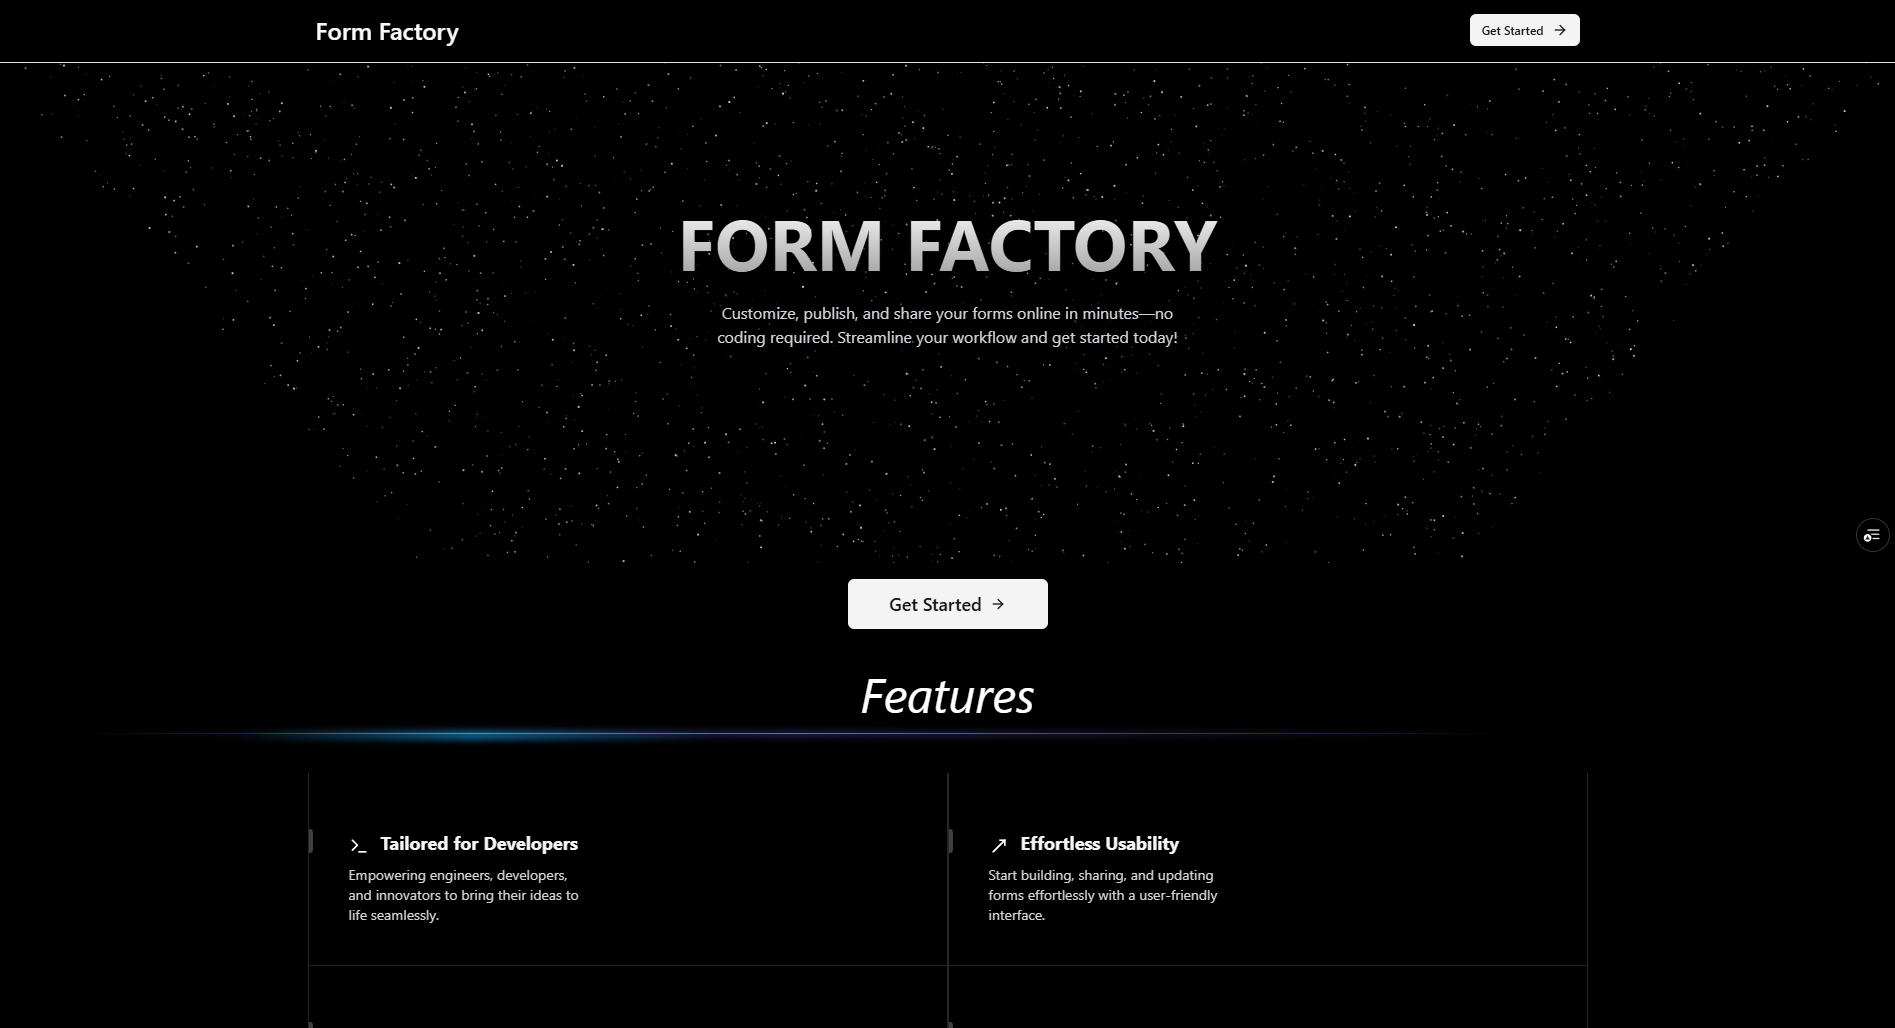 Form Factory
Get Started
FORM FACTORY
Customize, publish, and share your forms online in minutes—no
coding required. Streamline your workflow and get started today!
Get Started
Features
Tailored for Developers
Empowering engineers, developers,
and innovators to bring their ideas to
life seamlessly.
Effortless Usability
Start building, sharing, and updating
forms effortlessly with a user-friendly
interface.